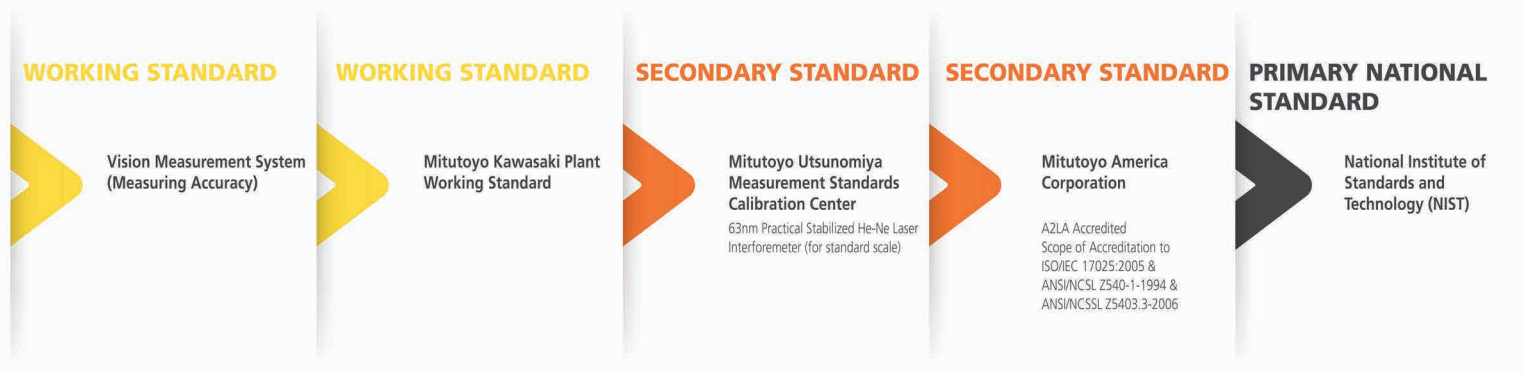 WORKING STANDARD
Vision Measurement System
(Measuring Accuracy)
WORKING STANDARD
Mitutoyo Kawasaki Plant
Working Standard
SECONDARY STANDARD
Mitutoyo Utsunomiya
Measurement Standards
Calibration Center
63nm Practical Stabilized He-Ne Laser
Interforemeter (for standard scale)
SECONDARY STANDARD
Mitutoyo America
Corporation
A2LA Accredited
Scope of Accreditation to
ISO/IEC 17025:2005 &
ANSI/NCSL Z540-1-1994 &
ANSI/NCSSL Z5403.3-2006
PRIMARY NATIONAL
STANDARD
National Institute of
Standards and
Technology (NIST)